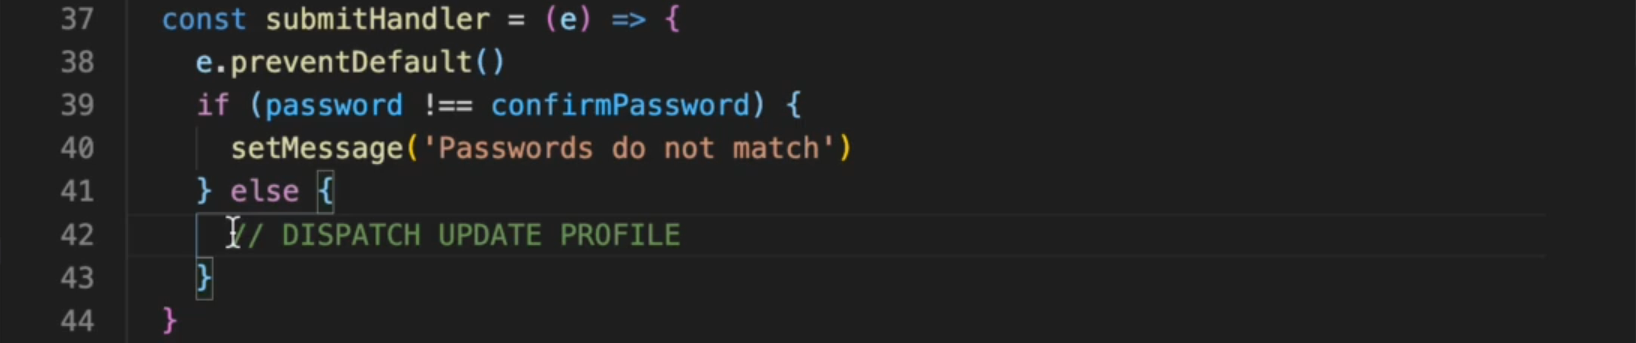 37 const submitHandler = (e) => {
38 e.preventDefault()
39 if (password !== confirmPassword) {
40 setMessage('Passwords do not match')
41 } else {
42 // DISPATCH UPDATE PROFILE
43 }
44 }